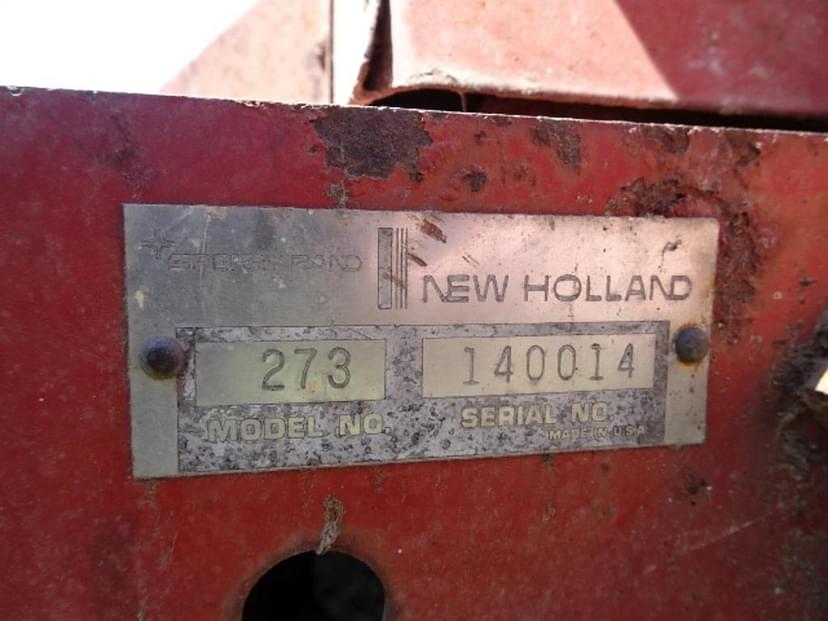 SPERRY RAND
NEW HOLLAND
273
140014
MODEL NO.
SERIAL NO.
MADE IN U.S.A.